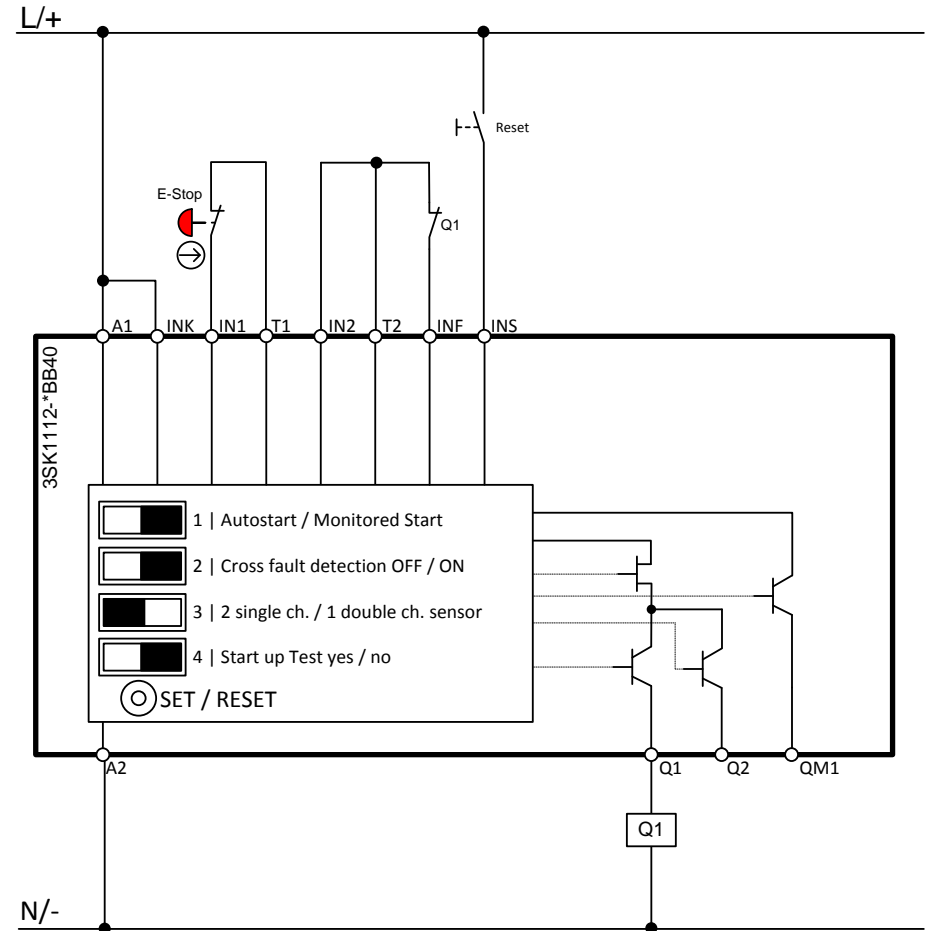 L/+
Reset
E-Stop
Q1
A1 INK IN1 T1 IN2 T2 INF INS
3SK1112-*BB40
1 | Autostart / Monitored Start
2 | Cross fault detection OFF / ON
3 | 2 single ch. / 1 double ch. sensor
4 | Start up Test yes / no
SET / RESET
A2 Q1 Q2 QM1
Q1
N/-